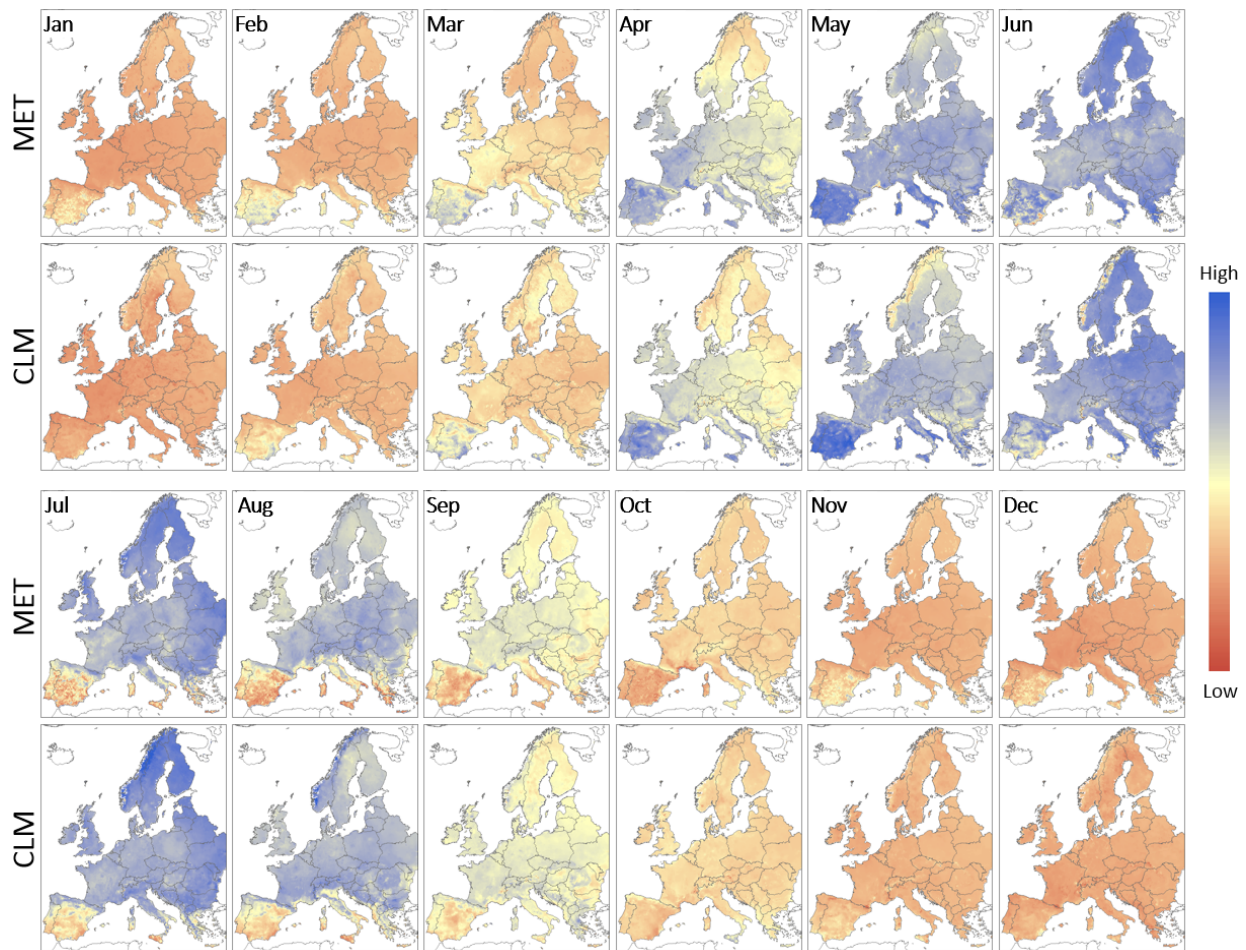 Jan Feb Mar Apr May Jun
MET
CLM
High
Jul Aug Sep Oct Nov Dec
MET
Low
CLM